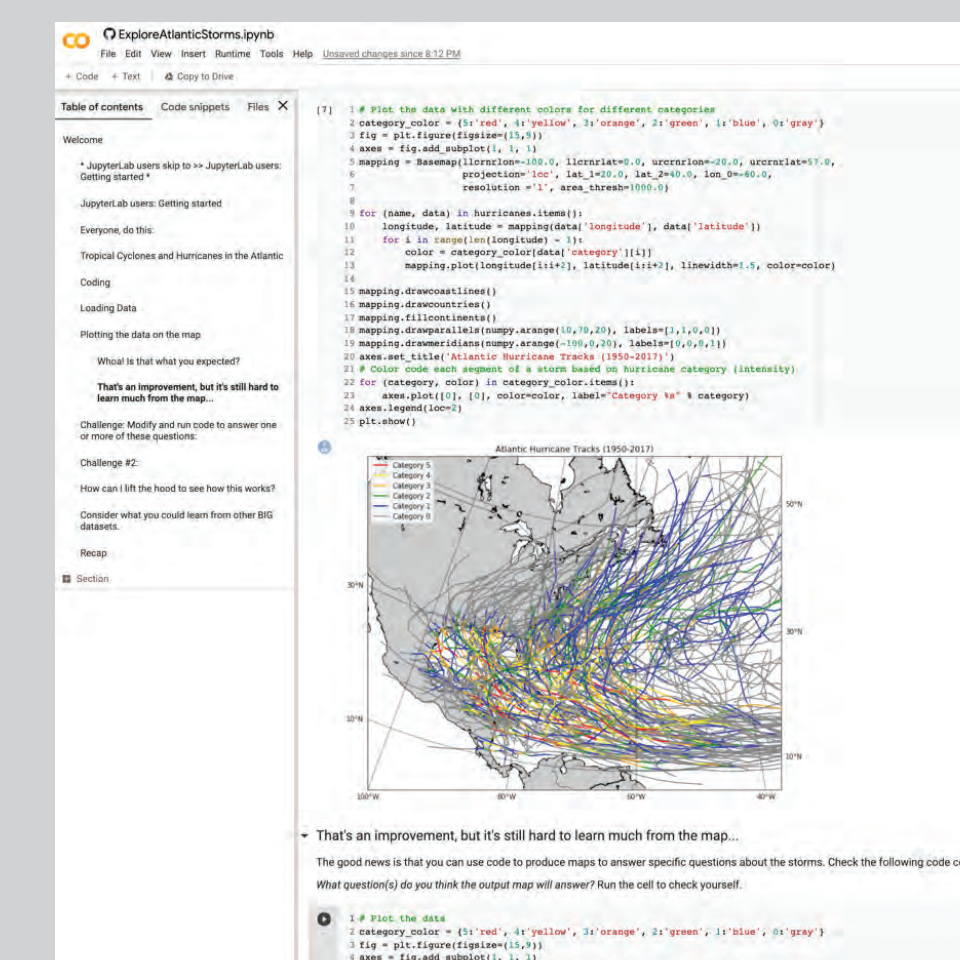 CO
ExploreAtlanticStorms.ipynb
File Edit View Insert Runtime Tools Help Unsaved changes since 8:12 PM
+ Code + Text Copy to Drive
Table of contents Code snippets Files X
Welcome
* JupyterLab users skip to >> JupyterLab users:
Getting started *
JupyterLab users: Getting started
Everyone, do this:
Tropical Cyclones and Hurricanes in the Atlantic
Coding
Loading Data
Plotting the data on the map
Whoa! Is that what you expected?
That's an improvement, but it's still hard to
learn much from the map...
Challenge: Modify and run code to answer one
or more of these questions:
Challenge #2:
How can I lift the hood to see how this works?
Consider what you could learn from other BIG
datasets.
Recap
Section
[7] 1 # Plot the data with different colors for different categories
2 category_color = {5:'red', 4:'yellow', 3:'orange', 2:'green', 1:'blue', 0:'gray'}
3 fig = plt.figure(figsize=(15,9))
4 axes = fig.add_subplot(1, 1, 1)
5 mapping = Basemap(llcrnrlon=-100.0, llcrnrlat=0.0, urcrnrlon=-20.0, urcrnrlat=57.0,
6 projection='lcc', lat_1=20.0, lat_2=40.0, lon_0=-60.0,
7 resolution ='l', area_thresh=1000.0)
8
9 for (name, data) in hurricanes.items():
10 longitude, latitude = mapping(data['longitude'], data['latitude'])
11 for i in range(len(longitude) - 1):
12 color = category_color[data['category'][i]]
13 mapping.plot(longitude[i:i+2], latitude[i:i+2], linewidth=1.5, color=color)
14
15 mapping.drawcoastlines()
16 mapping.drawcountries()
17 mapping.fillcontinents()
18 mapping.drawparallels(numpy.arange(10,70,20), labels=[1,1,0,0])
19 mapping.drawmeridians(numpy.arange(-100,0,20), labels=[0,0,0,1])
20 axes.set_title('Atlantic Hurricane Tracks (1950-2017)')
21 # Color code each segment of a storm based on hurricane category (intensity)
22 for (category, color) in category_color.items():
23 axes.plot([0], [0], color=color, label="Category %s" % category)
24 axes.legend(loc=2)
25 plt.show()
Atlantic Hurricane Tracks (1950-2017)
Category 5
Category 4
Category 3
Category 2
Category 1
Category 0
50°N
30°N
30°N
10°N
10°N
100°W 80°W 60°W 40°W
That's an improvement, but it's still hard to learn much from the map...
The good news is that you can use code to produce maps to answer specific questions about the storms. Check the following code
What question(s) do you think the output map will answer? Run the cell to check yourself.
1 # Plot the data
2 category_color = {5:'red', 4:'yellow', 3:'orange', 2:'green', 1:'blue', 0:'gray'}
3 fig = plt.figure(figsize=(15,9))
4 axes = fig.add_subplot(1, 1, 1)